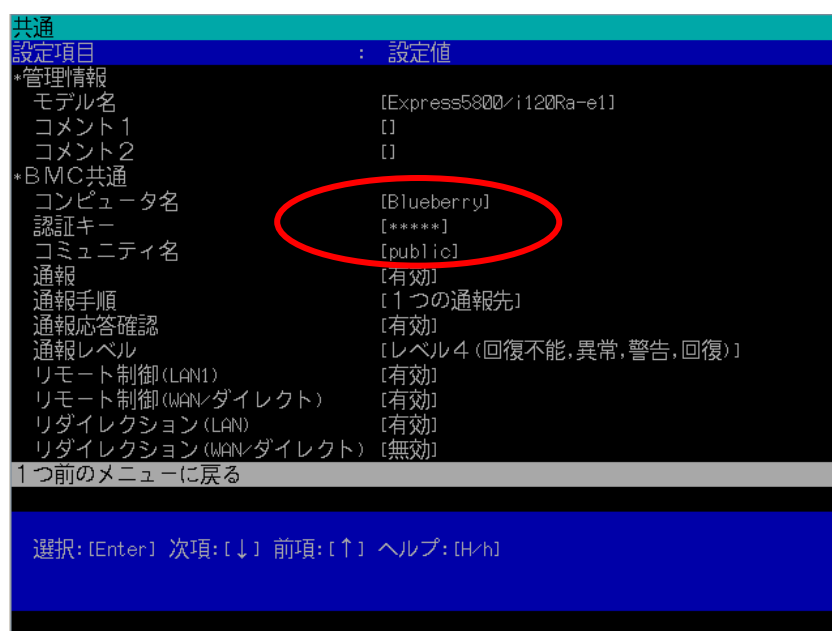 共通
設定項目 : 設定値
*管理情報
モデル名 [Express5800/i120Ra-e1]
コメント1 []
コメント2 []
*BMC共通
コンピュータ名 [Blueberry]
認証キー [*****]
コミュニティ名 [public]
通報 [有効]
通報手順 [1つの通報先]
通報応答確認 [有効]
通報レベル [レベル4(回復不能,異常,警告,回復)]
リモート制御(LAN1) [有効]
リモート制御(WAN/ダイレクト) [有効]
リダイレクション(LAN) [有効]
リダイレクション(WAN/ダイレクト) [無効]
1つ前のメニューに戻る
選択:[Enter] 次項:[↓] 前項:[↑] ヘルプ:[H/h]